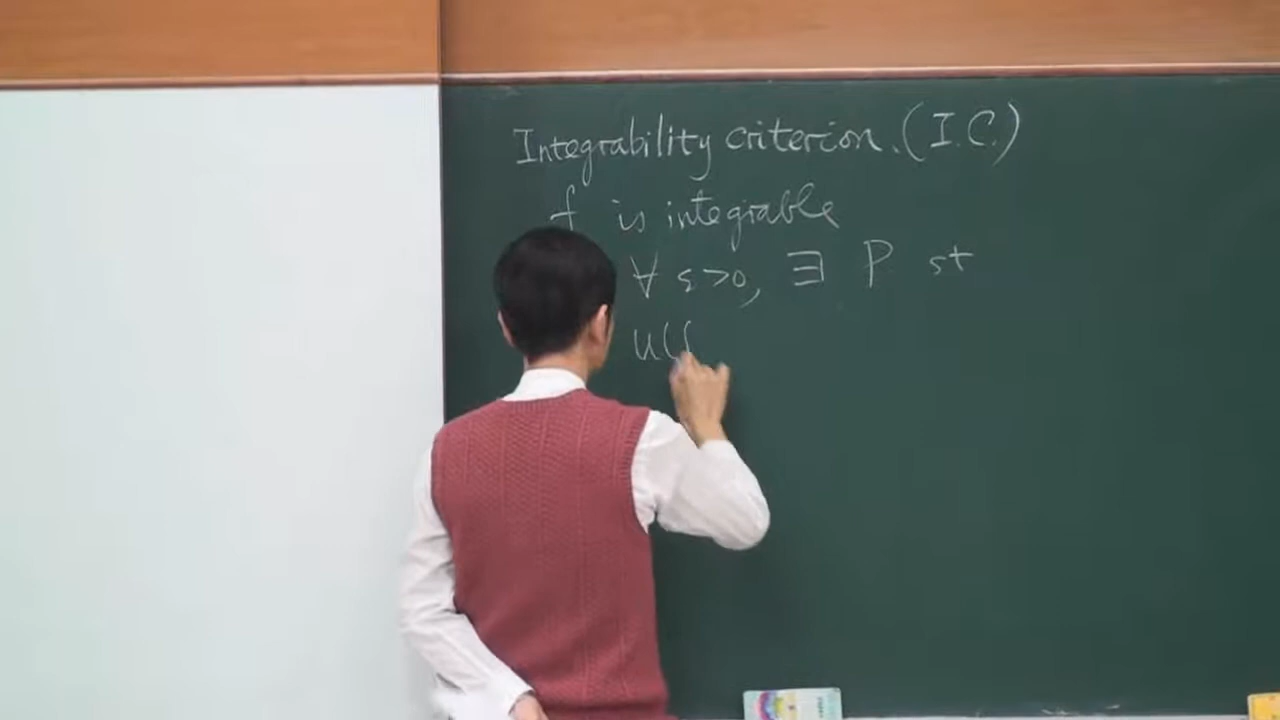 Integrability criterion. (I.C.)
f is integrable
∀ ε>0, ∃ P st
U(f